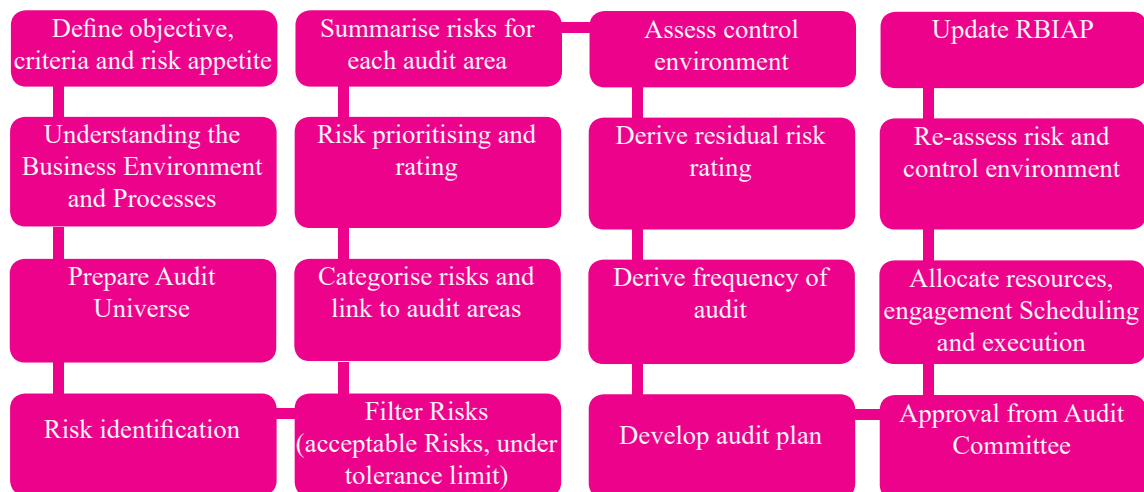 Define objective,
criteria and risk appetite
Understanding the
Business Environment
and Processes
Prepare Audit
Universe
Risk identification
Filter Risks
(acceptable Risks, under
tolerance limit)
Categorise risks and
link to audit areas
Risk prioritising and
rating
Summarise risks for
each audit area
Assess control
environment
Derive residual risk
rating
Derive frequency of
audit
Develop audit plan
Approval from Audit
Committee
Allocate resources,
engagement Scheduling
and execution
Re-assess risk and
control environment
Update RBIAP